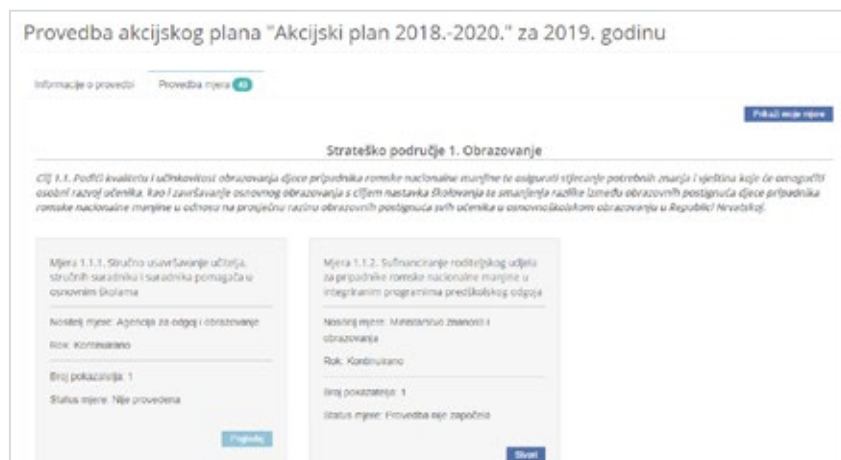 Provedba akcijskog plana "Akcijski plan 2018.-2020." za 2019. godinu
Informacije o provedbi Provedba mjera
Prikaži moje mjere
Strateško područje 1. Obrazovanje
Cilj 1.1. Podići kvalitetu i učinkovitost obrazovanja djece pripadnika romske nacionalne manjine te osigurati stjecanje potrebnih znanja i vještina koje će omogućiti
osobni razvoj učenika, kao i završavanje osnovnog obrazovanja s ciljem nastavka školovanja te smanjenja razlike između obrazovnih postignuća djece pripadnika
romske nacionalne manjine u odnosu na prosječnu razinu obrazovnih postignuća svih učenika u osnovnoškolskom obrazovanju u Republici Hrvatskoj.
Mjera 1.1.1. Stručno usavršavanje učitelja,
stručnih suradnika i suradnika pomagača u
osnovnim školama
Nositelj mjere: Agencija za odgoj i obrazovanje
Rok: Kontinuirano
Broj pokazatelja: 1
Status mjere: Nije provedena
Pogledaj
Mjera 1.1.2. Sufinanciranje roditeljskog udjela
za pripadnike romske nacionalne manjine u
integriranim programima predškolskog odgoja
Nositelj mjere: Ministarstvo znanosti i
obrazovanja
Rok: Kontinuirano
Broj pokazatelja: 1
Status mjere: Provedba nije započela
Stvori